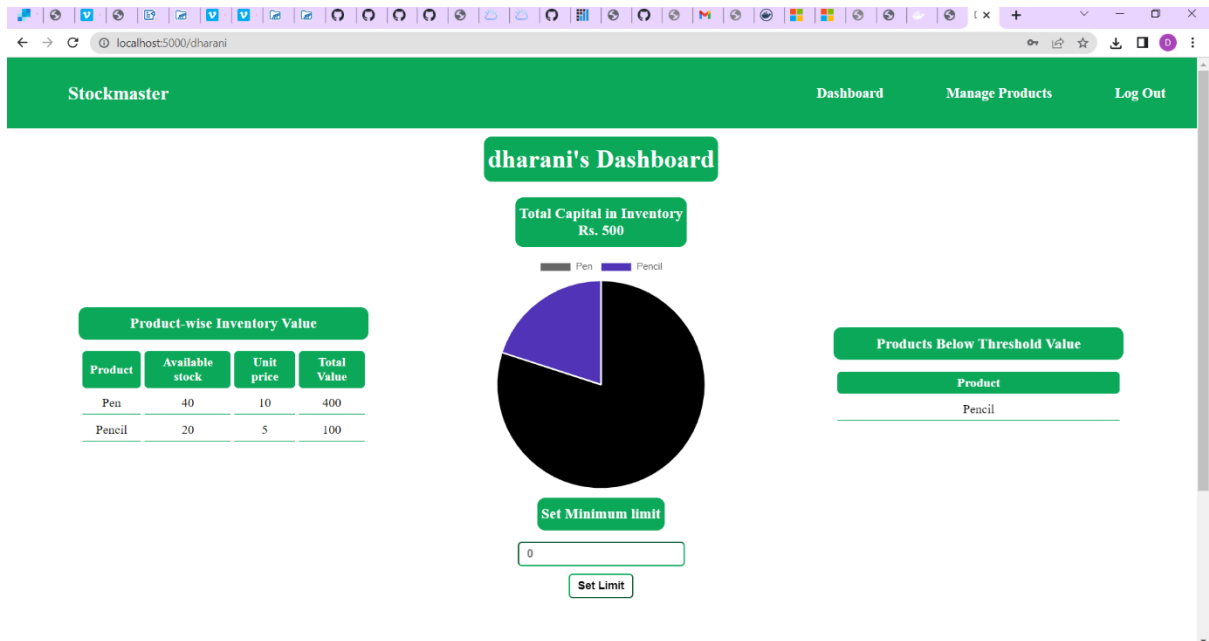 localhost:5000/dharani
D
Stockmaster
Dashboard
Manage Products
Log Out
dharani's Dashboard
Total Capital in Inventory
Rs. 500
Pen
Pencil
Product-wise Inventory Value
Product Available stock Unit price Total Value
Pen 40 10 400
Pencil 20 5 100
Products Below Threshold Value
Product
Pencil
Set Minimum limit
0
Set Limit